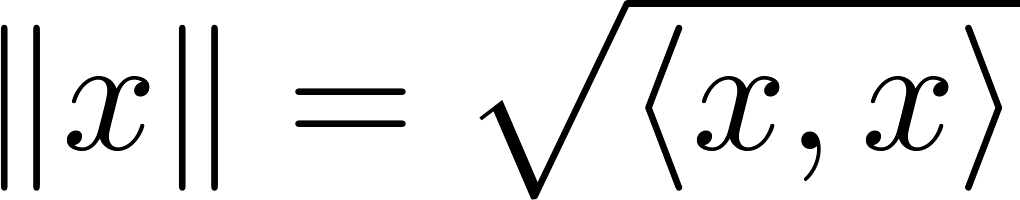 ‖x‖ = √⟨x, x⟩